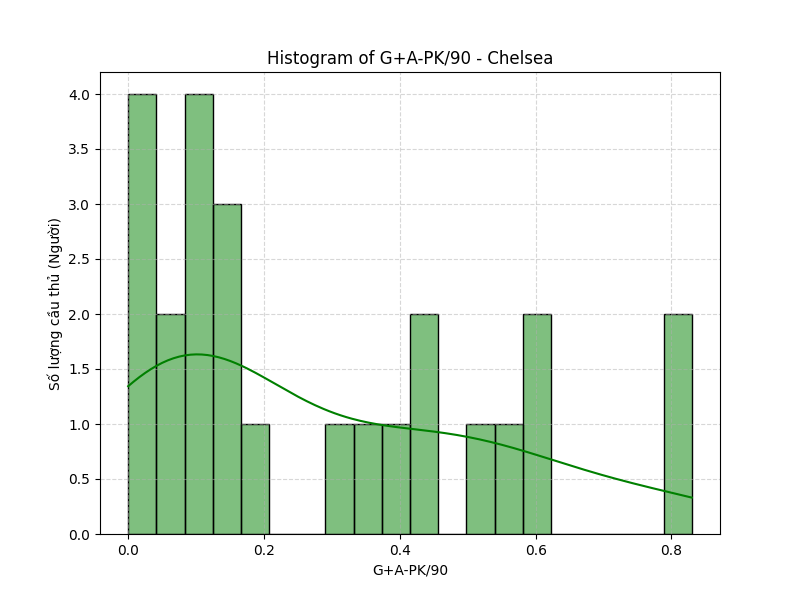 Histogram of G+A-PK/90 - Chelsea
Số lượng cầu thủ (Người)
4.0
3.5
3.0
2.5
2.0
1.5
1.0
0.5
0.0
0.0 0.2 0.4 0.6 0.8
G+A-PK/90